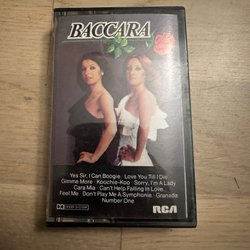 BACCARA
Yes Sir, I Can Boogie · Love You Till I Die
Gimme More · Koochie-Koo · Sorry, I'm A Lady
Cara Mia · Can't Help Falling In Love
Feel Me · Don't Play Me A Symphonie · Granada
Number One
RCA